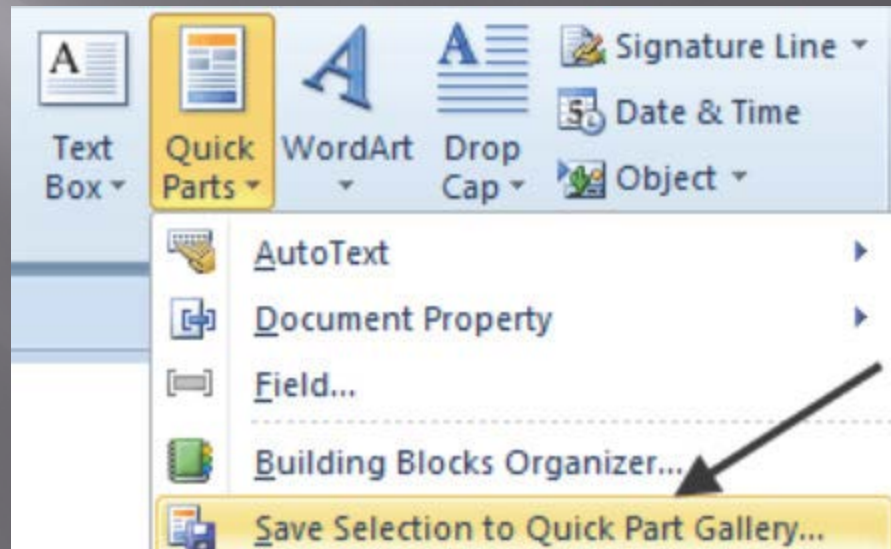 Text Box
Quick Parts
WordArt
Drop Cap
Signature Line
Date & Time
Object
AutoText
Document Property
Field...
Building Blocks Organizer...
Save Selection to Quick Part Gallery...